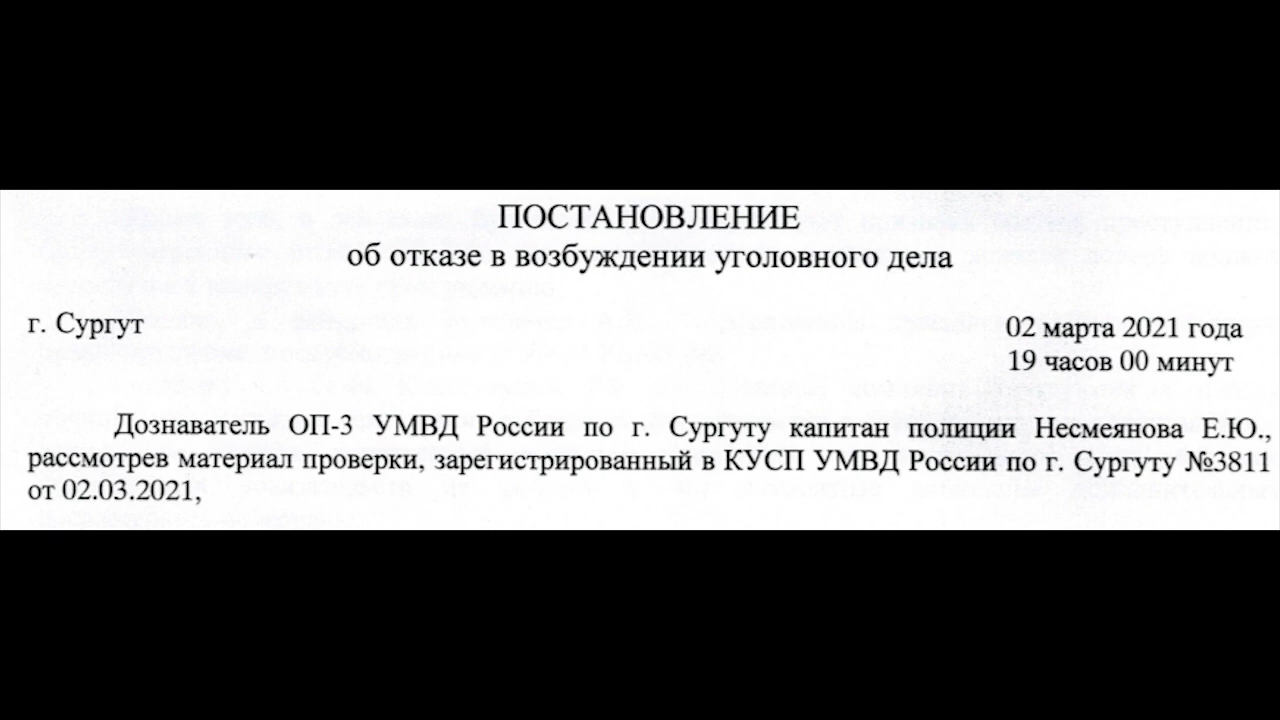 ПОСТАНОВЛЕНИЕ
об отказе в возбуждении уголовного дела
г. Сургут
02 марта 2021 года
19 часов 00 минут
Дознаватель ОП-3 УМВД России по г. Сургуту капитан полиции Несмеянова Е.Ю.,
рассмотрев материал проверки, зарегистрированный в КУСП УМВД России по г. Сургуту №3811
от 02.03.2021,